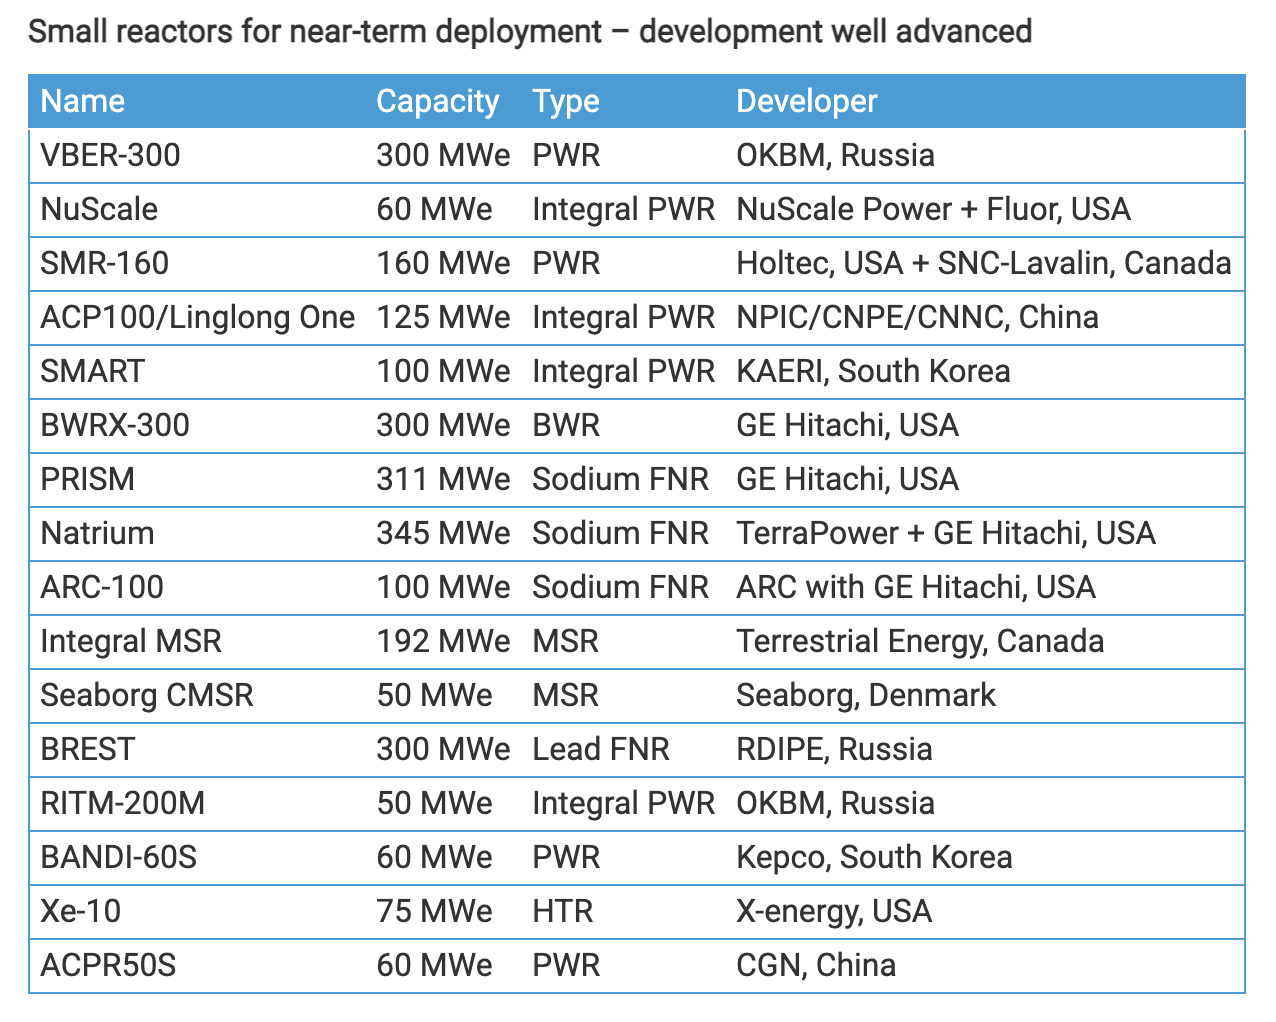 Small reactors for near-term deployment – development well advanced
Name Capacity Type Developer
VBER-300 300 MWe PWR OKBM, Russia
NuScale 60 MWe Integral PWR NuScale Power + Fluor, USA
SMR-160 160 MWe PWR Holtec, USA + SNC-Lavalin, Canada
ACP100/Linglong One 125 MWe Integral PWR NPIC/CNPE/CNNC, China
SMART 100 MWe Integral PWR KAERI, South Korea
BWRX-300 300 MWe BWR GE Hitachi, USA
PRISM 311 MWe Sodium FNR GE Hitachi, USA
Natrium 345 MWe Sodium FNR TerraPower + GE Hitachi, USA
ARC-100 100 MWe Sodium FNR ARC with GE Hitachi, USA
Integral MSR 192 MWe MSR Terrestrial Energy, Canada
Seaborg CMSR 50 MWe MSR Seaborg, Denmark
BREST 300 MWe Lead FNR RDIPE, Russia
RITM-200M 50 MWe Integral PWR OKBM, Russia
BANDI-60S 60 MWe PWR Kepco, South Korea
Xe-10 75 MWe HTR X-energy, USA
ACPR50S 60 MWe PWR CGN, China